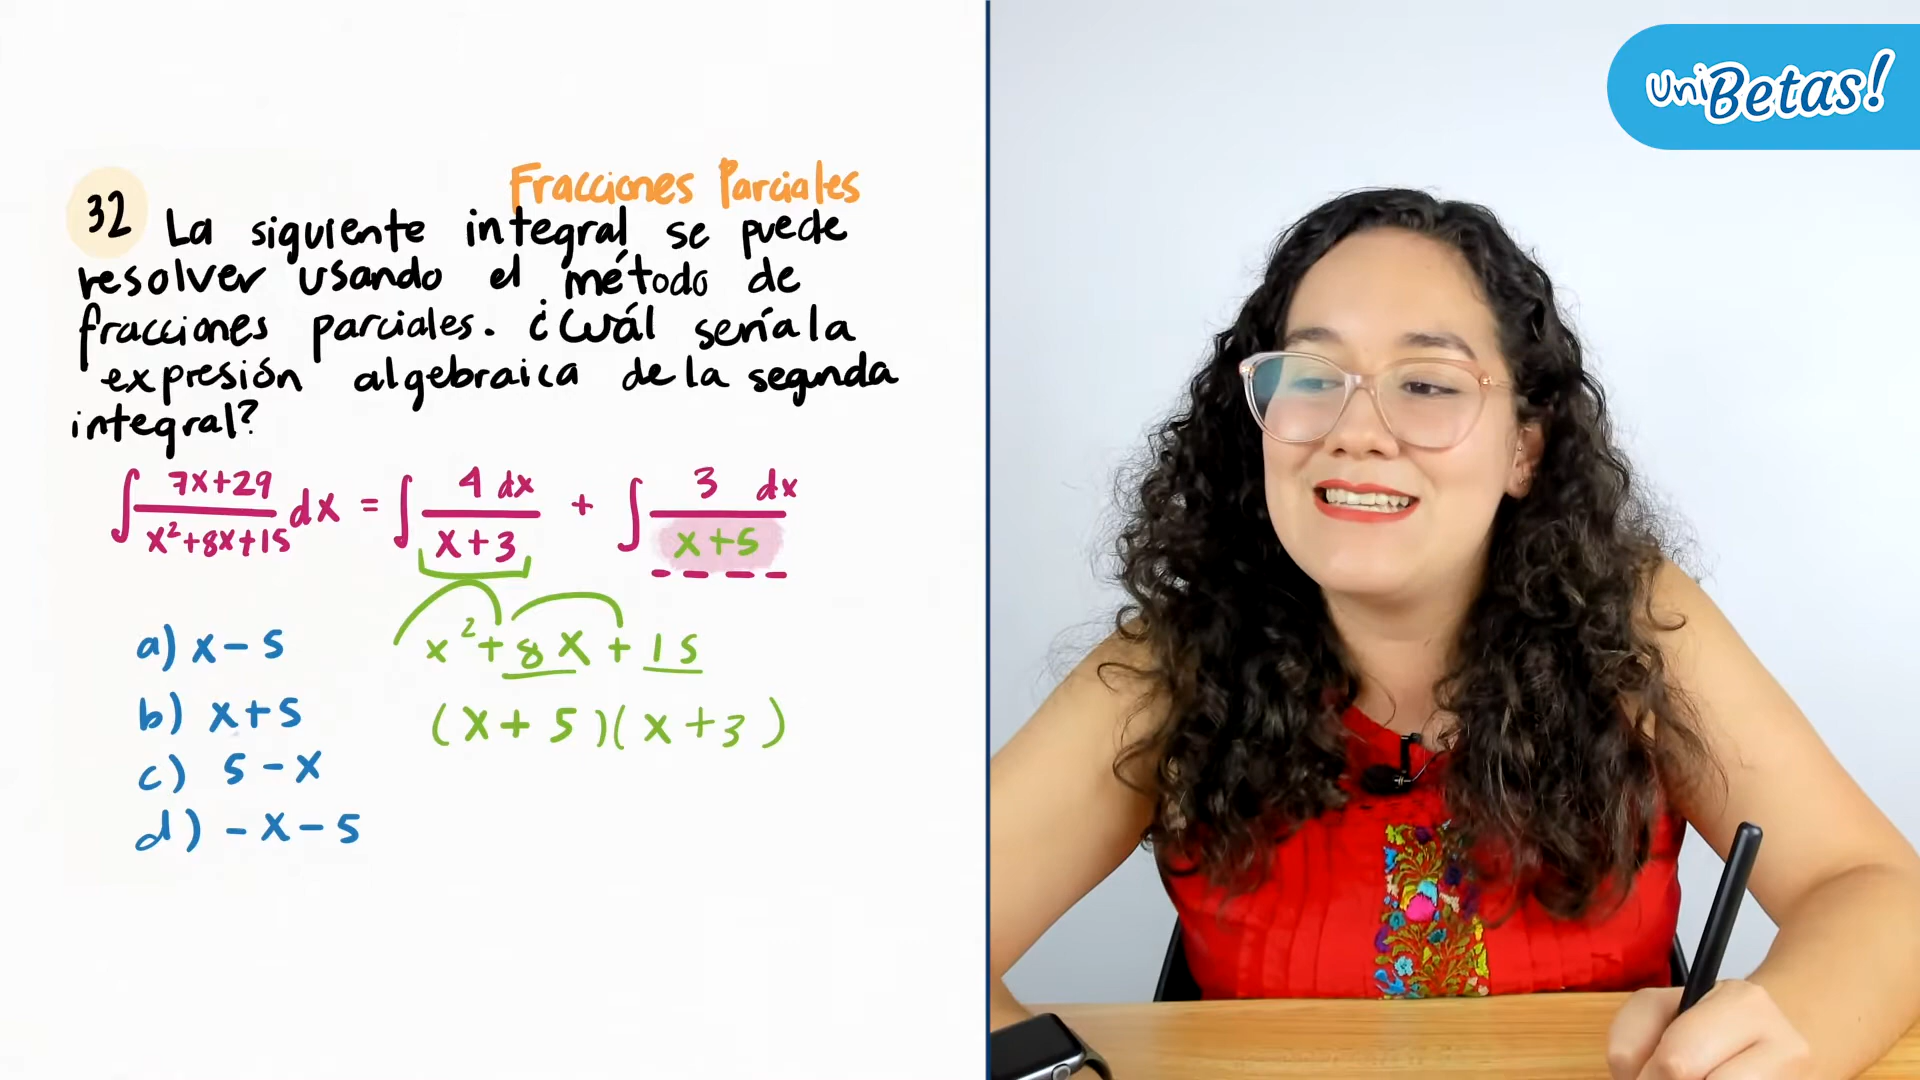 Fracciones Parciales
32 La siguiente integral se puede
resolver usando el método de
fracciones parciales. ¿Cuál sería la
expresión algebraica de la segunda
integral?
∫ 7x+29 / x²+8x+15 dx = ∫ 4 dx / x+3 + ∫ 3 dx / x+5
a) x-5
x²+8x+15
b) x+5
(x+5)(x+3)
c) 5-x
d) -x-5
uniBetas!